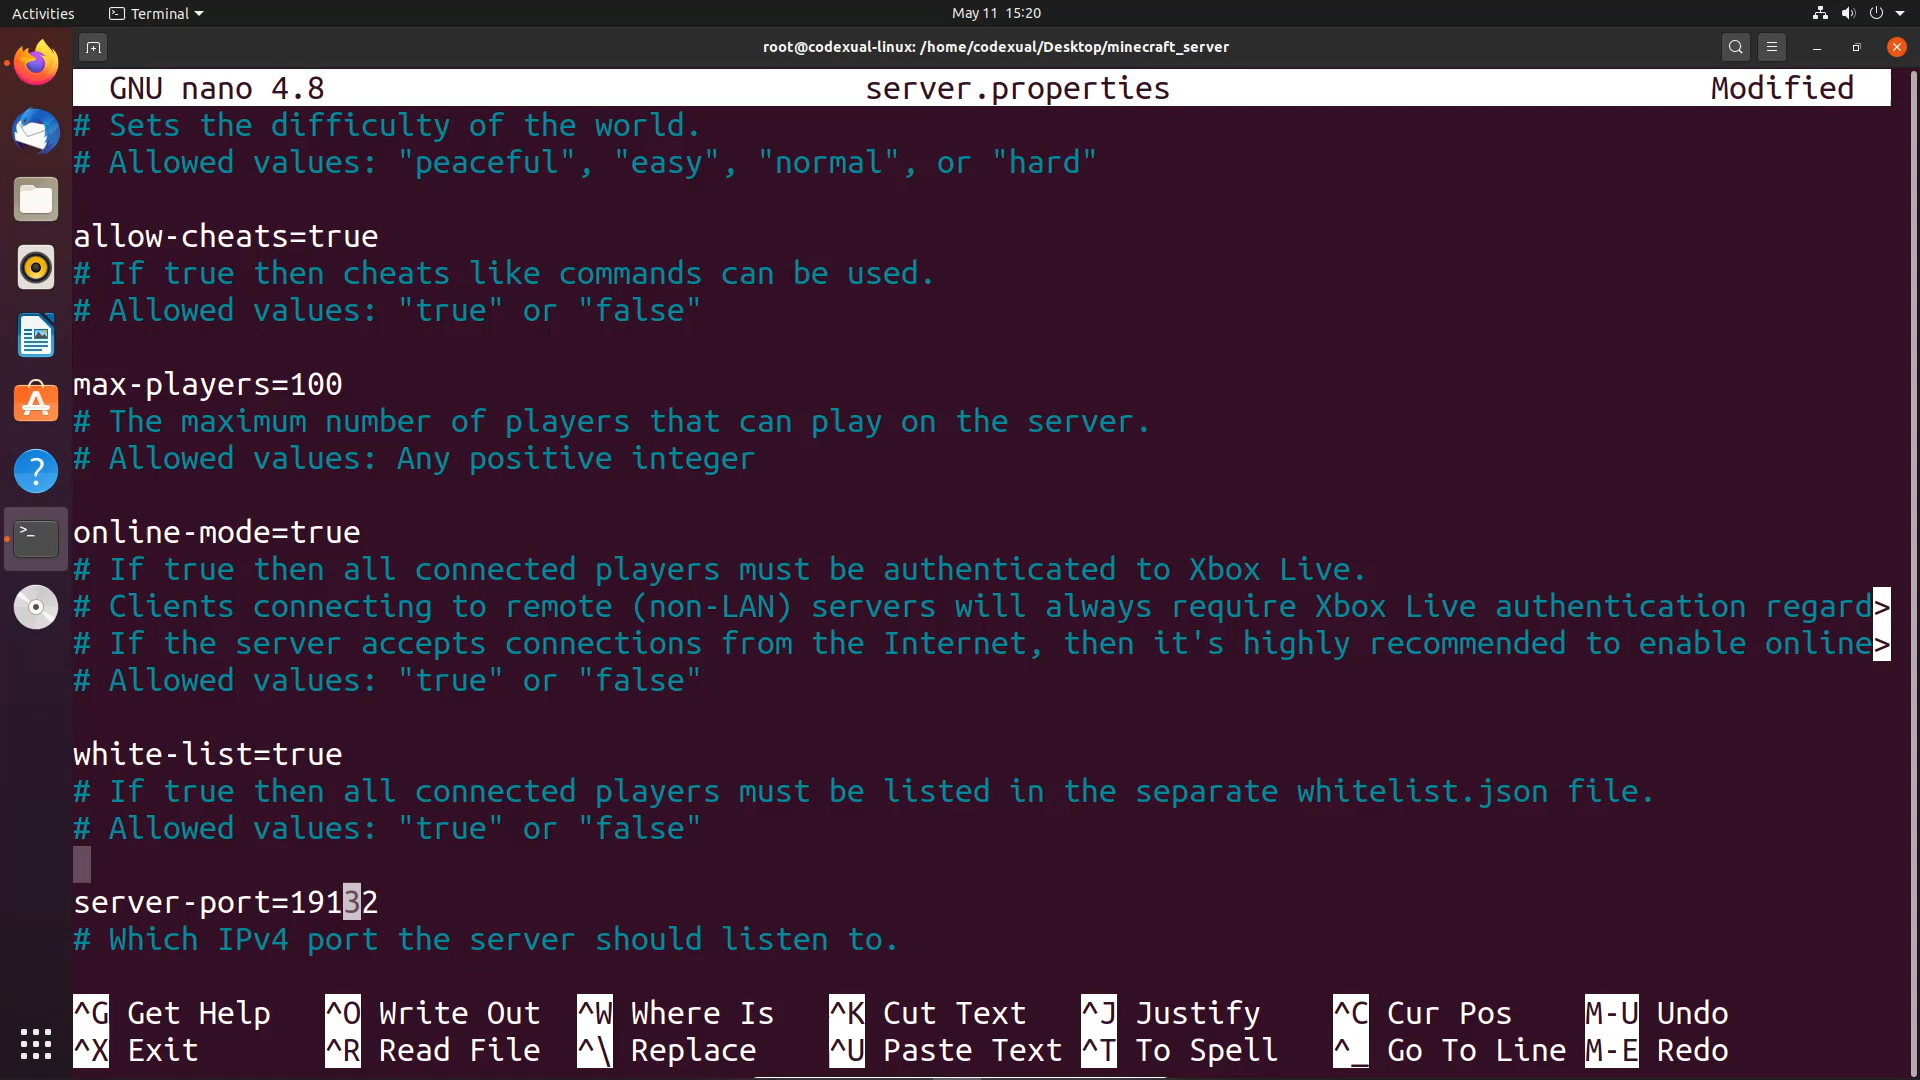 Activities Terminal May 11 15:20
root@codexual-linux: /home/codexual/Desktop/minecraft_server
GNU nano 4.8 server.properties Modified
# Sets the difficulty of the world.
# Allowed values: "peaceful", "easy", "normal", or "hard"
allow-cheats=true
# If true then cheats like commands can be used.
# Allowed values: "true" or "false"
max-players=100
# The maximum number of players that can play on the server.
# Allowed values: Any positive integer
online-mode=true
# If true then all connected players must be authenticated to Xbox Live.
# Clients connecting to remote (non-LAN) servers will always require Xbox Live authentication regard>
# If the server accepts connections from the Internet, then it's highly recommended to enable online>
# Allowed values: "true" or "false"
white-list=true
# If true then all connected players must be listed in the separate whitelist.json file.
# Allowed values: "true" or "false"
server-port=19132
# Which IPv4 port the server should listen to.
^G Get Help ^O Write Out ^W Where Is ^K Cut Text ^J Justify ^C Cur Pos M-U Undo
^X Exit ^R Read File ^\ Replace ^U Paste Text ^T To Spell ^_ Go To Line M-E Redo